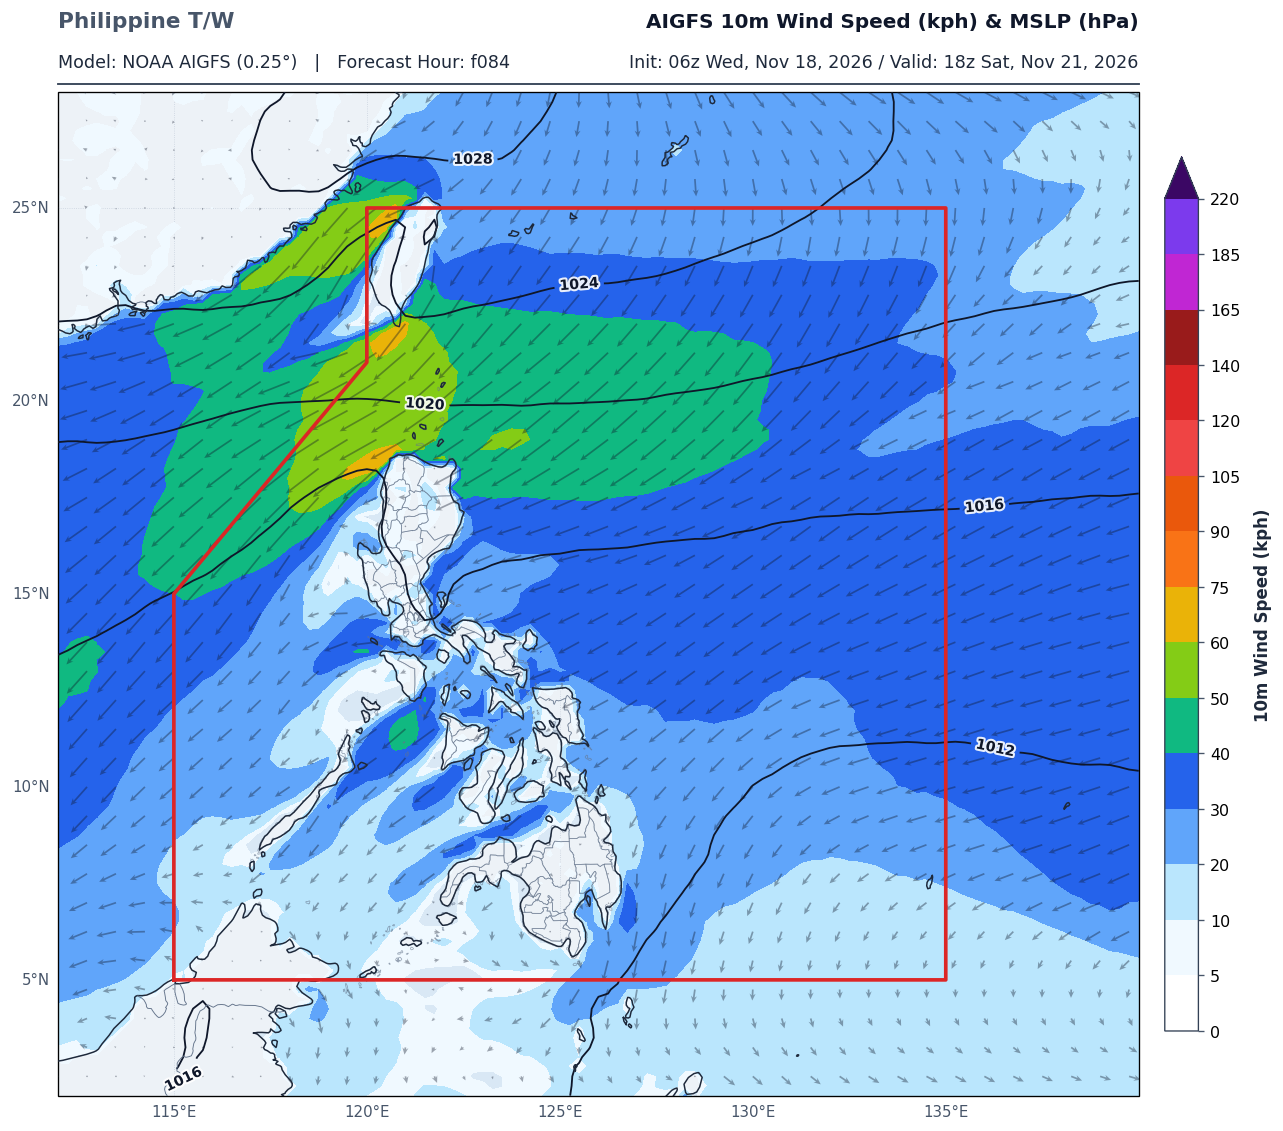 Philippine T/W
AIGFS 10m Wind Speed (kph) & MSLP (hPa)
Model: NOAA AIGFS (0.25°) | Forecast Hour: f084
Init: 06z Wed, Nov 18, 2026 / Valid: 18z Sat, Nov 21, 2026
1028
1024
1020
1016
1012
1016
25°N
20°N
15°N
10°N
5°N
115°E
120°E
125°E
130°E
135°E
220
185
165
140
120
105
90
75
60
50
40
30
20
10
5
0
10m Wind Speed (kph)